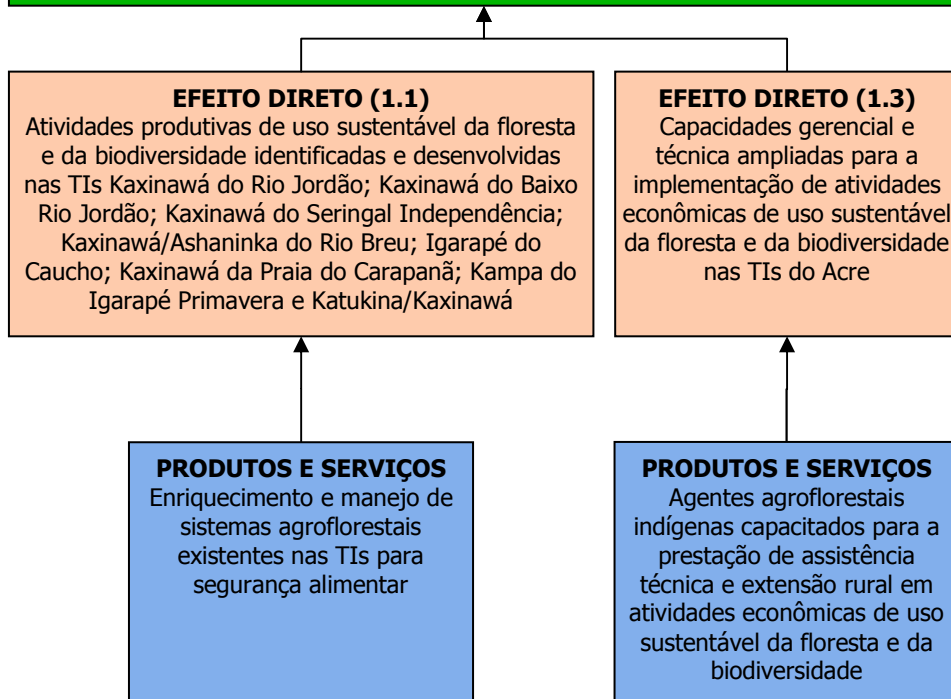 EFEITO DIRETO (1.1)
Atividades produtivas de uso sustentável da floresta
e da biodiversidade identificadas e desenvolvidas
nas TIs Kaxinawá do Rio Jordão; Kaxinawá do Baixo
Rio Jordão; Kaxinawá do Seringal Independência;
Kaxinawá/Ashaninka do Rio Breu; Igarapé do
Caucho; Kaxinawá da Praia do Carapanã; Kampa do
Igarapé Primavera e Katukina/Kaxinawá
EFEITO DIRETO (1.3)
Capacidades gerencial e
técnica ampliadas para a
implementação de atividades
econômicas de uso sustentável
da floresta e da biodiversidade
nas TIs do Acre
PRODUTOS E SERVIÇOS
Enriquecimento e manejo de
sistemas agroflorestais
existentes nas TIs para
segurança alimentar
PRODUTOS E SERVIÇOS
Agentes agroflorestais
indígenas capacitados para a
prestação de assistência
técnica e extensão rural em
atividades econômicas de uso
sustentável da floresta e da
biodiversidade